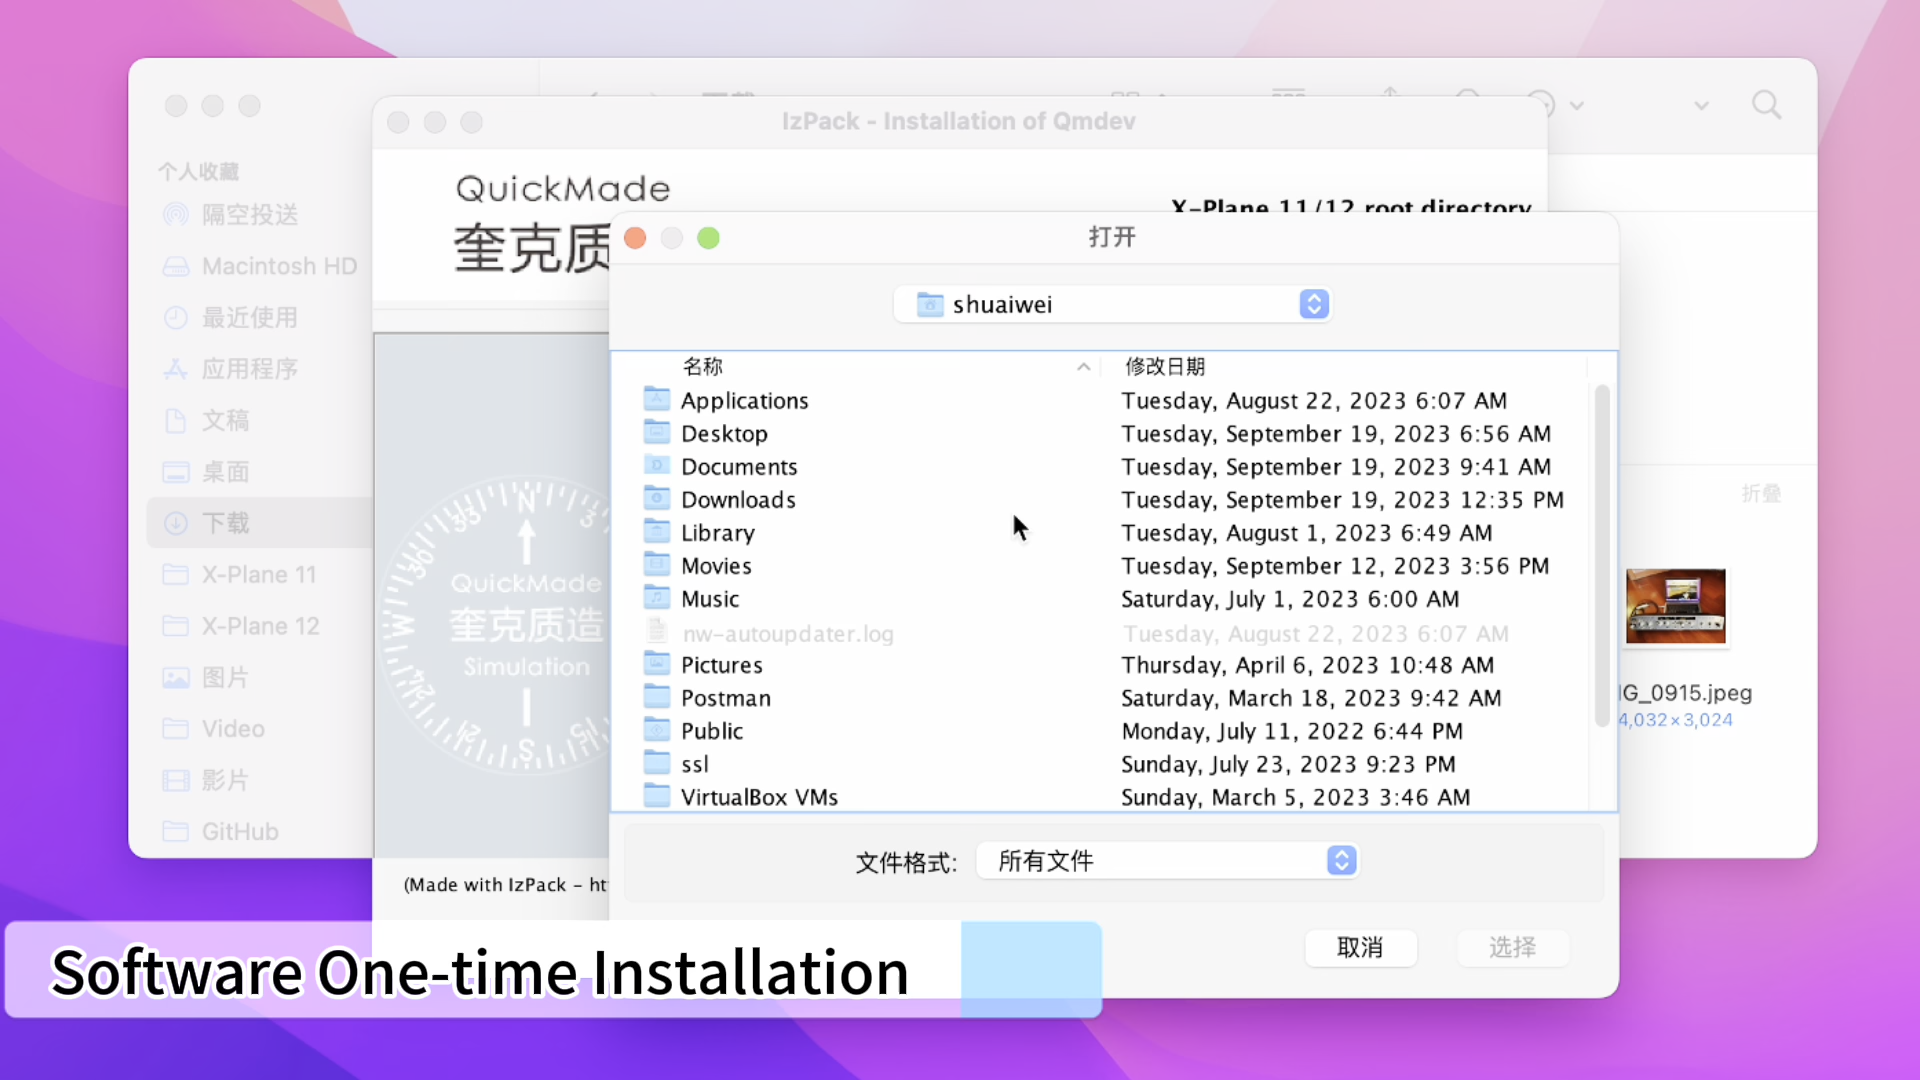 IzPack - Installation of Qmdev
个人收藏
隔空投送
Macintosh HD
最近使用
应用程序
文稿
桌面
下载
X-Plane 11
X-Plane 12
图片
Video
影片
GitHub
QuickMade
奎克质
X-Plane 11/12 root directory
N
3
33
30
W
24
21
S
15
QuickMade
奎克质造
Simulation
(Made with IzPack - ht
打开
shuaiwei
名称 修改日期
Applications Tuesday, August 22, 2023 6:07 AM
Desktop Tuesday, September 19, 2023 6:56 AM
Documents Tuesday, September 19, 2023 9:41 AM
Downloads Tuesday, September 19, 2023 12:35 PM
Library Tuesday, August 1, 2023 6:49 AM
Movies Tuesday, September 12, 2023 3:56 PM
Music Saturday, July 1, 2023 6:00 AM
nw-autoupdater.log Tuesday, August 22, 2023 6:07 AM
Pictures Thursday, April 6, 2023 10:48 AM
Postman Saturday, March 18, 2023 9:42 AM
Public Monday, July 11, 2022 6:44 PM
ssl Sunday, July 23, 2023 9:23 PM
VirtualBox VMs Sunday, March 5, 2023 3:46 AM
文件格式: 所有文件
取消 选择
折叠
IG_0915.jpeg
4,032×3,024
Software One-time Installation